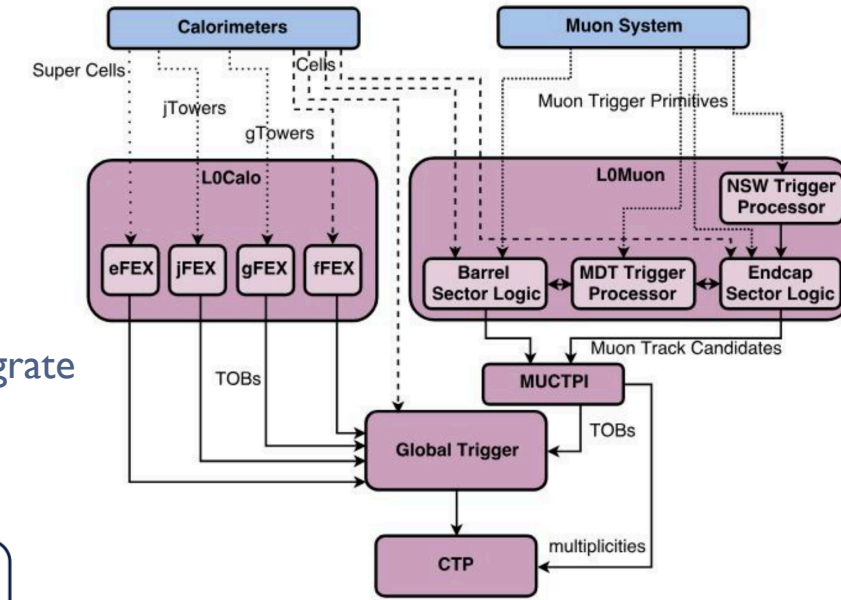 Calorimeters
Muon System
Super Cells
Cells
jTowers
gTowers
Muon Trigger Primitives
L0Calo
L0Muon
NSW Trigger
Processor
eFEX
jFEX
gFEX
fFEX
Barrel
Sector Logic
MDT Trigger
Processor
Endcap
Sector Logic
grate
TOBs
Muon Track Candidates
MUCTPI
TOBs
Global Trigger
CTP
multiplicities